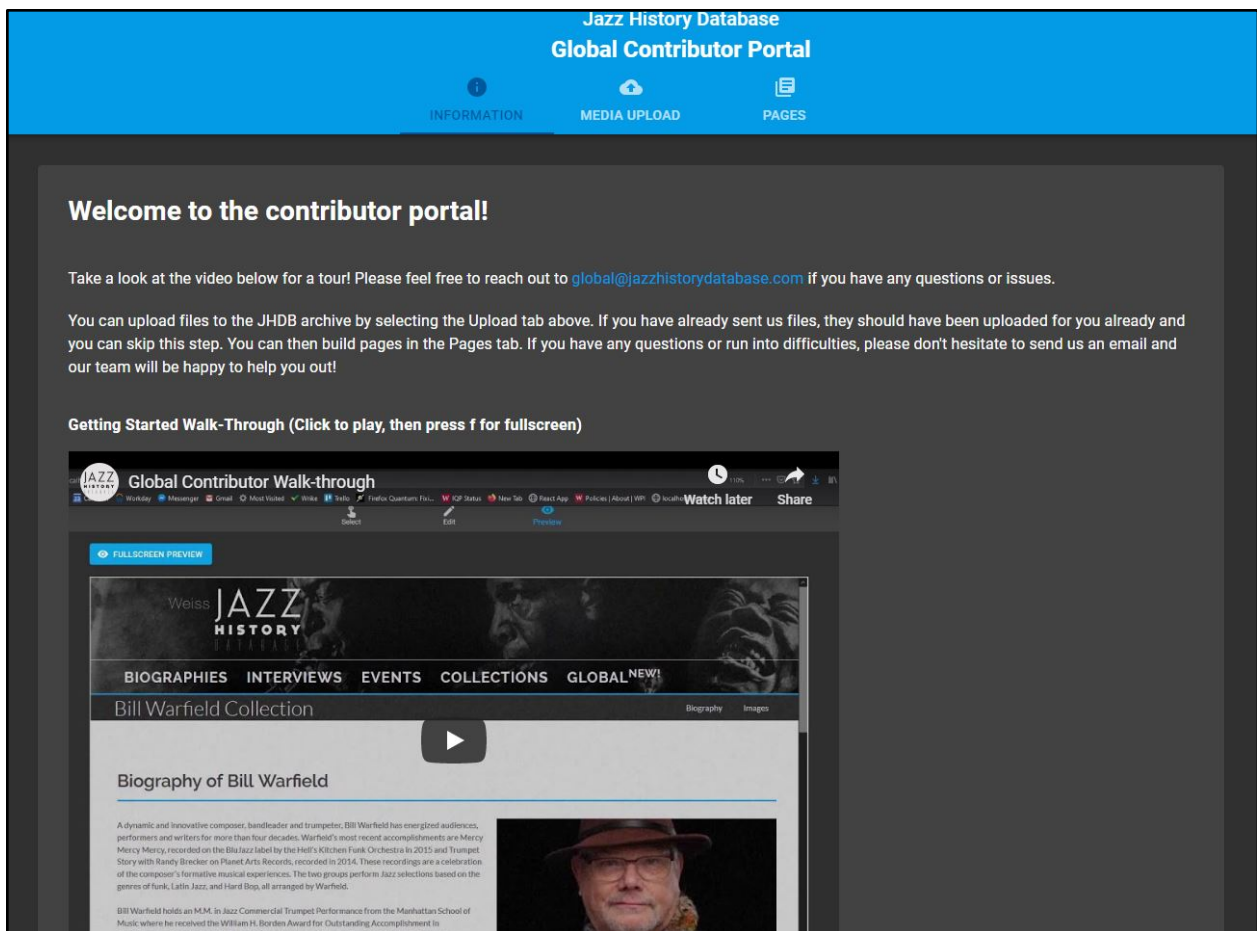 Jazz History Database
Global Contributor Portal
INFORMATION
MEDIA UPLOAD
PAGES
Welcome to the contributor portal!
Take a look at the video below for a tour! Please feel free to reach out to global@jazzhistorydatabase.com if you have any questions or issues.
You can upload files to the JHDB archive by selecting the Upload tab above. If you have already sent us files, they should have been uploaded for you already and
you can skip this step. You can then build pages in the Pages tab. If you have any questions or run into difficulties, please don't hesitate to send us an email and
our team will be happy to help you out!
Getting Started Walk-Through (Click to play, then press f for fullscreen)
JAZZ
HISTORY
Global Contributor Walk-through
110%
Workday Messenger Gmail Most Visited Wrike Trello Firefox Quantum: Fixi... IQP Status New Tab React App Policies | About | WPI
Watch later
Share
Select
Edit
Preview
FULLSCREEN PREVIEW
Weiss JAZZ
HISTORY
DATABASE
BIOGRAPHIES INTERVIEWS EVENTS COLLECTIONS GLOBAL NEW!
Bill Warfield Collection
Biography Images
Biography of Bill Warfield
A dynamic and innovative composer, bandleader and trumpeter, Bill Warfield has energized audiences,
performers and writers for more than four decades. Warfield's most recent accomplishments are Mercy
Mercy Mercy, recorded on the BluJazz label by the Hell's Kitchen Funk Orchestra in 2015 and Trumpet
Story with Randy Brecker on Planet Arts Records, recorded in 2014. These recordings are a celebration
of the composer's formative musical experiences. The two groups perform Jazz selections based on the
genres of funk, Latin Jazz, and Hard Bop, all arranged by Warfield.
Bill Warfield holds an M.M. in Jazz Commercial Trumpet Performance from the Manhattan School of
Music where he received the William H. Borden Award for Outstanding Accomplishment in